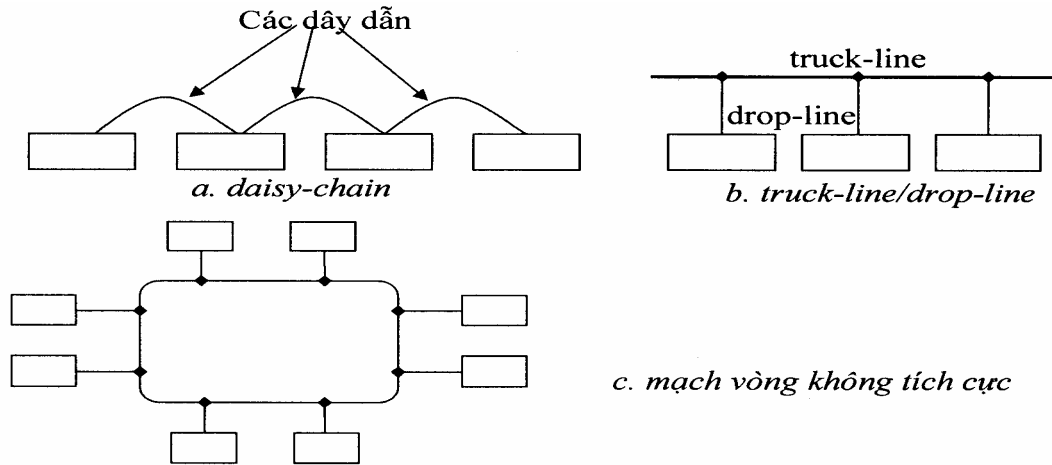 Các dây dẫn
truck-line
drop-line
a. daisy-chain
b. truck-line/drop-line
c. mạch vòng không tích cực